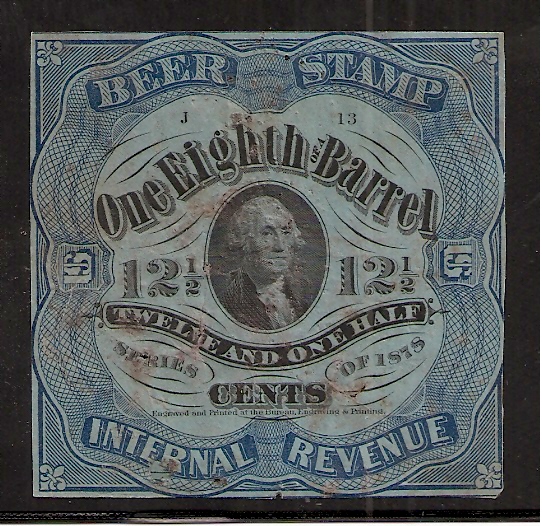 BEER STAMP
J 13
One Eighth OF A Barrel
12½ 12½
TWELVE AND ONE HALF
SERIES OF 1878
CENTS
Engraved and Printed at the Bureau, Engraving & Printing.
INTERNAL REVENUE